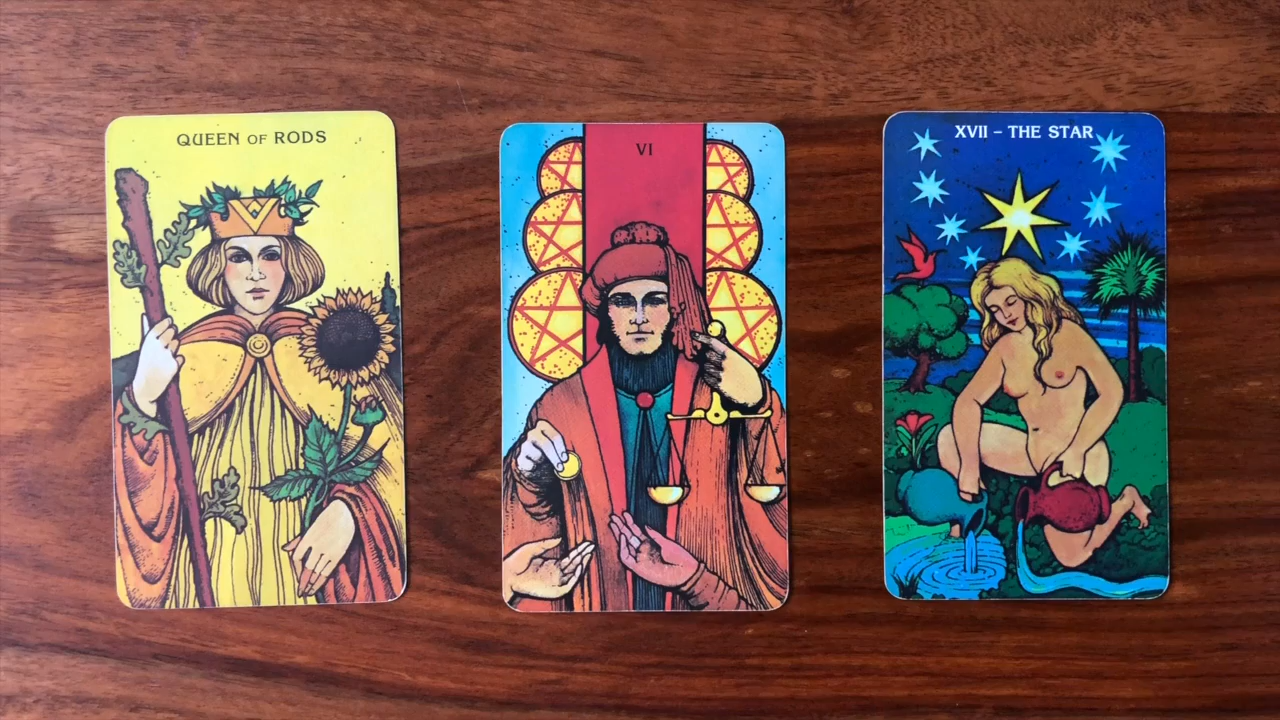 QUEEN OF RODS
VI
XVII – THE STAR